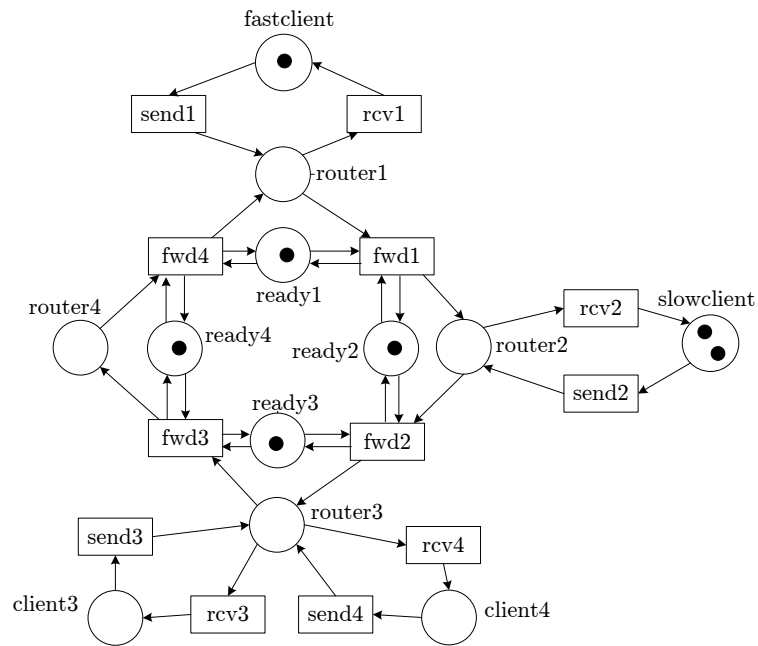 fastclient
send1
rcv1
router1
fwd4
fwd1
ready1
router4
rcv2
slowclient
ready4
ready2
router2
send2
ready3
fwd3
fwd2
router3
send3
rcv4
client3
rcv3
send4
client4